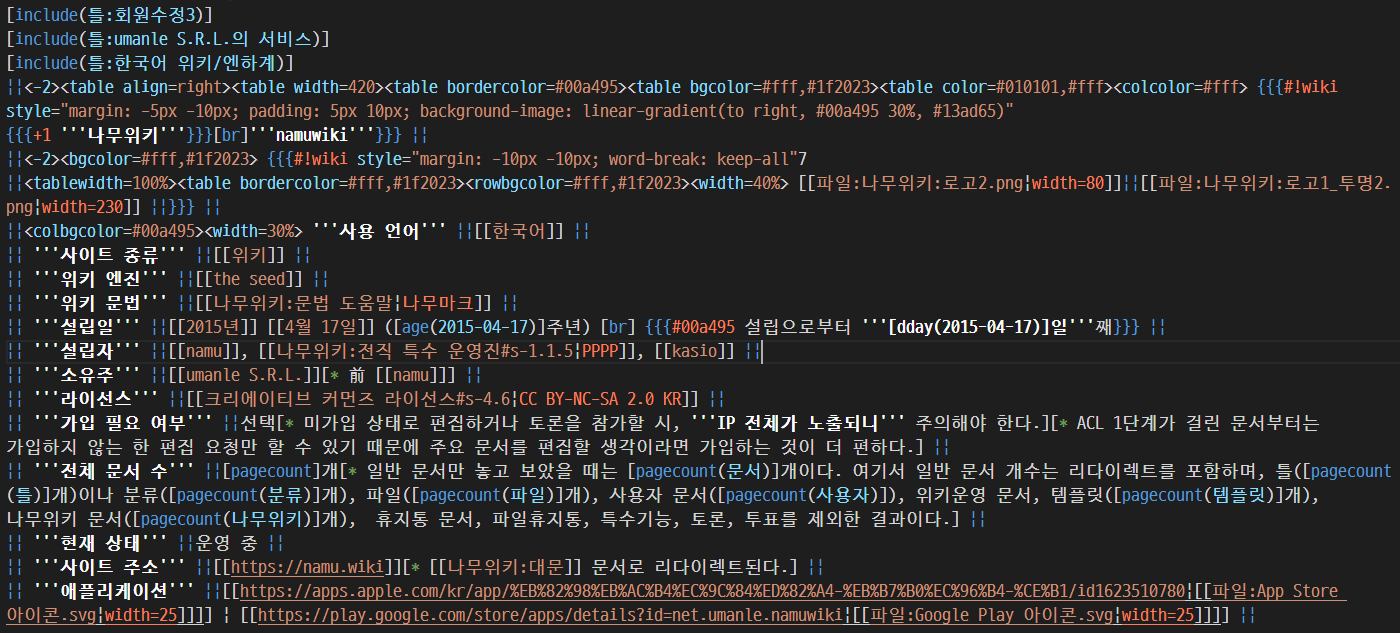 [include(틀:회원수정3)]
[include(틀:umanle S.R.L.의 서비스)]
[include(틀:한국어 위키/엔하계)]
||<-2><table align=right><table width=420><table bordercolor=#00a495><table bgcolor=#fff,#1f2023><table color=#010101,#fff><colcolor=#fff> {{{#!wiki
style="margin: -5px -10px; padding: 5px 10px; background-image: linear-gradient(to right, #00a495 30%, #13ad65)"
{{{+1 '''나무위키'''}}}[br]'''namuwiki'''}}} ||
||<-2><bgcolor=#fff,#1f2023> {{{#!wiki style="margin: -10px -10px; word-break: keep-all"7
||<tablewidth=100%><table bordercolor=#fff,#1f2023><rowbgcolor=#fff,#1f2023><width=40%> [[파일:나무위키:로고2.png|width=80]]||[[파일:나무위키:로고1_투명2.
png|width=230]] ||}}} ||
||<colbgcolor=#00a495><width=30%> '''사용 언어''' ||[[한국어]] ||
|| '''사이트 종류''' ||[[위키]] ||
|| '''위키 엔진''' ||[[the seed]] ||
|| '''위키 문법''' ||[[나무위키:문법 도움말|나무마크]] ||
|| '''설립일''' ||[[2015년]] [[4월 17일]] ([age(2015-04-17)]주년) [br] {{{#00a495 설립으로부터 '''[dday(2015-04-17)]일'''째}}} ||
|| '''설립자''' ||[[namu]], [[나무위키:전직 특수 운영진#s-1.1.5|PPPP]], [[kasio]] ||
|| '''소유주''' ||[[umanle S.R.L.]][* 前 [[namu]]] ||
|| '''라이선스''' ||[[크리에이티브 커먼즈 라이선스#s-4.6|CC BY-NC-SA 2.0 KR]] ||
|| '''가입 필요 여부''' ||선택[* 미가입 상태로 편집하거나 토론을 참가할 시, '''IP 전체가 노출되니''' 주의해야 한다.][* ACL 1단계가 걸린 문서부터는
가입하지 않는 한 편집 요청만 할 수 있기 때문에 주요 문서를 편집할 생각이라면 가입하는 것이 더 편하다.] ||
|| '''전체 문서 수''' ||[pagecount]개[* 일반 문서만 놓고 보았을 때는 [pagecount(문서)]개이다. 여기서 일반 문서 개수는 리다이렉트를 포함하며, 틀([pagecount
(틀)]개)이나 분류([pagecount(분류)]개), 파일([pagecount(파일)]개), 사용자 문서([pagecount(사용자)]), 위키운영 문서, 템플릿([pagecount(템플릿)]개),
나무위키 문서([pagecount(나무위키)]개),  휴지통 문서, 파일휴지통, 특수기능, 토론, 투표를 제외한 결과이다.] ||
|| '''현재 상태''' ||운영 중 ||
|| '''사이트 주소''' ||[[https://namu.wiki]][* [[나무위키:대문]] 문서로 리다이렉트된다.] ||
|| '''애플리케이션''' ||[[https://apps.apple.com/kr/app/%EB%82%98%EB%AC%B4%EC%9C%84%ED%82%A4-%EB%B7%B0%EC%96%B4-%CE%B1/id1623510780|[[파일:App Store
아이콘.svg|width=25]]]] | [[https://play.google.com/store/apps/details?id=net.umanle.namuwiki|[[파일:Google Play 아이콘.svg|width=25]]]] ||